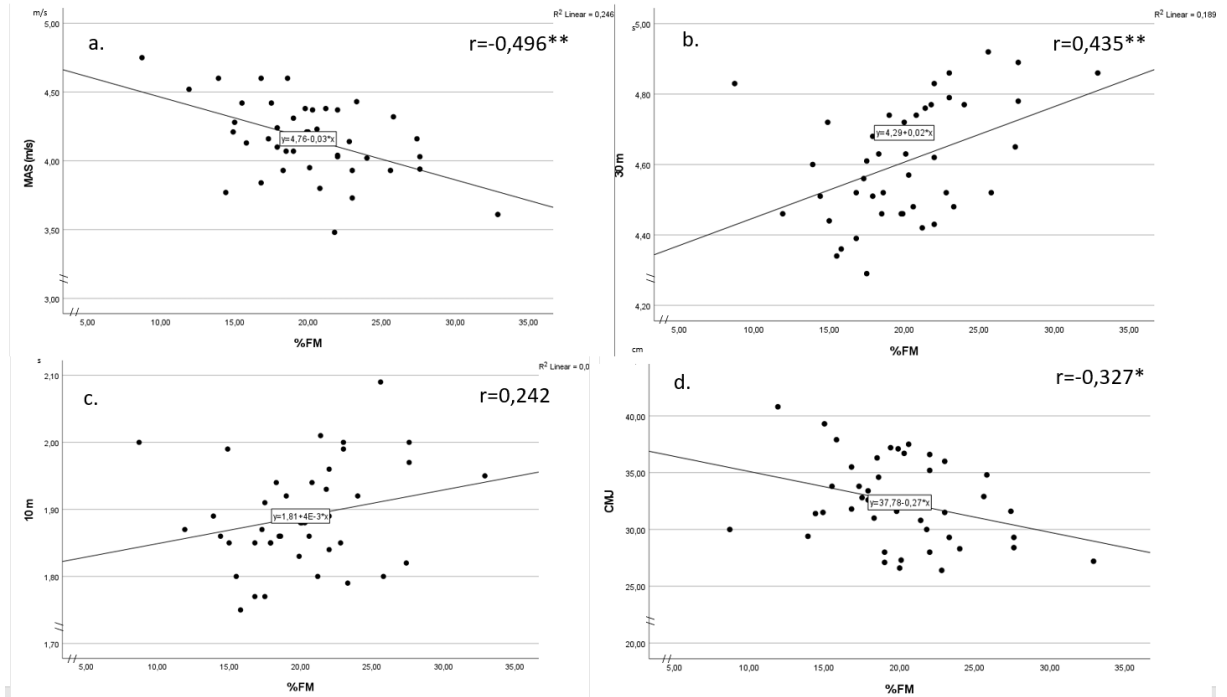 m/s
R² Linear = 0,246
a.
r=-0,496**
5,00
4,50
4,00
3,50
3,00
MAS (m/s)
y=4,76-0,03*x
5,00 10,00 15,00 20,00 25,00 30,00 35,00
%FM
s
R² Linear = 0,189
b.
r=0,435**
5,00
4,80
4,60
4,40
4,20
30 m
y=4,29+0,02*x
5,00 10,00 15,00 20,00 25,00 30,00 35,00
%FM
s
R² Linear = 0,0
c.
r=0,242
2,10
2,00
1,90
1,80
1,70
10 m
y=1,81+4E-3*x
5,00 10,00 15,00 20,00 25,00 30,00 35,00
%FM
cm
d.
r=-0,327*
40,00
35,00
30,00
25,00
20,00
CMJ
y=37,78-0,27*x
5,00 10,00 15,00 20,00 25,00 30,00 35,00
%FM